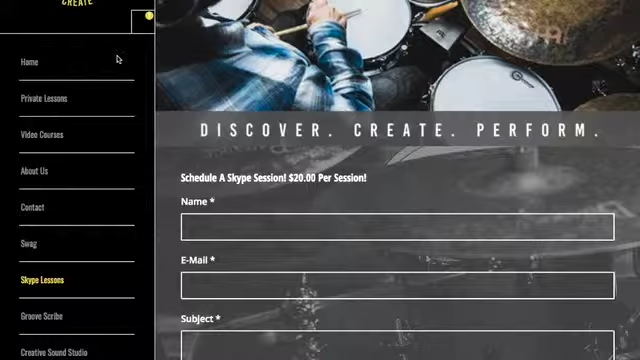 CREATE
Home
Private Lessons
Video Courses
About Us
Contact
Swag
Skype Lessons
Groove Scribe
Creative Sound Studio
DISCOVER. CREATE. PERFORM.
Schedule A Skype Session! $20.00 Per Session!
Name *
E-Mail *
Subject *